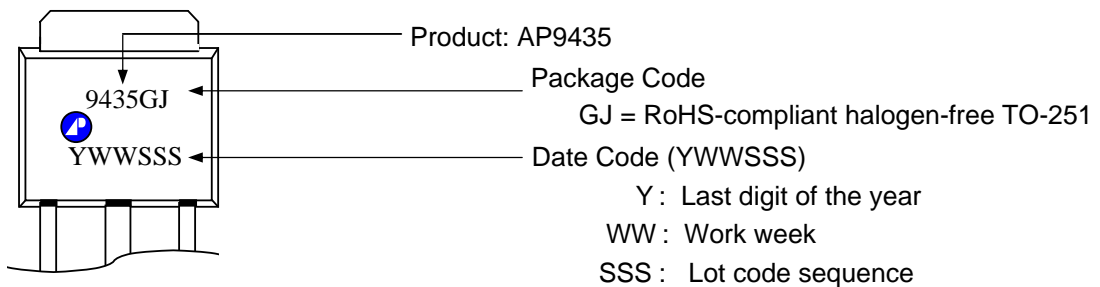 Product: AP9435
Package Code
9435GJ
GJ = RoHS-compliant halogen-free TO-251
YWWSSS
Date Code (YWWSSS)
Y : Last digit of the year
WW : Work week
SSS : Lot code sequence